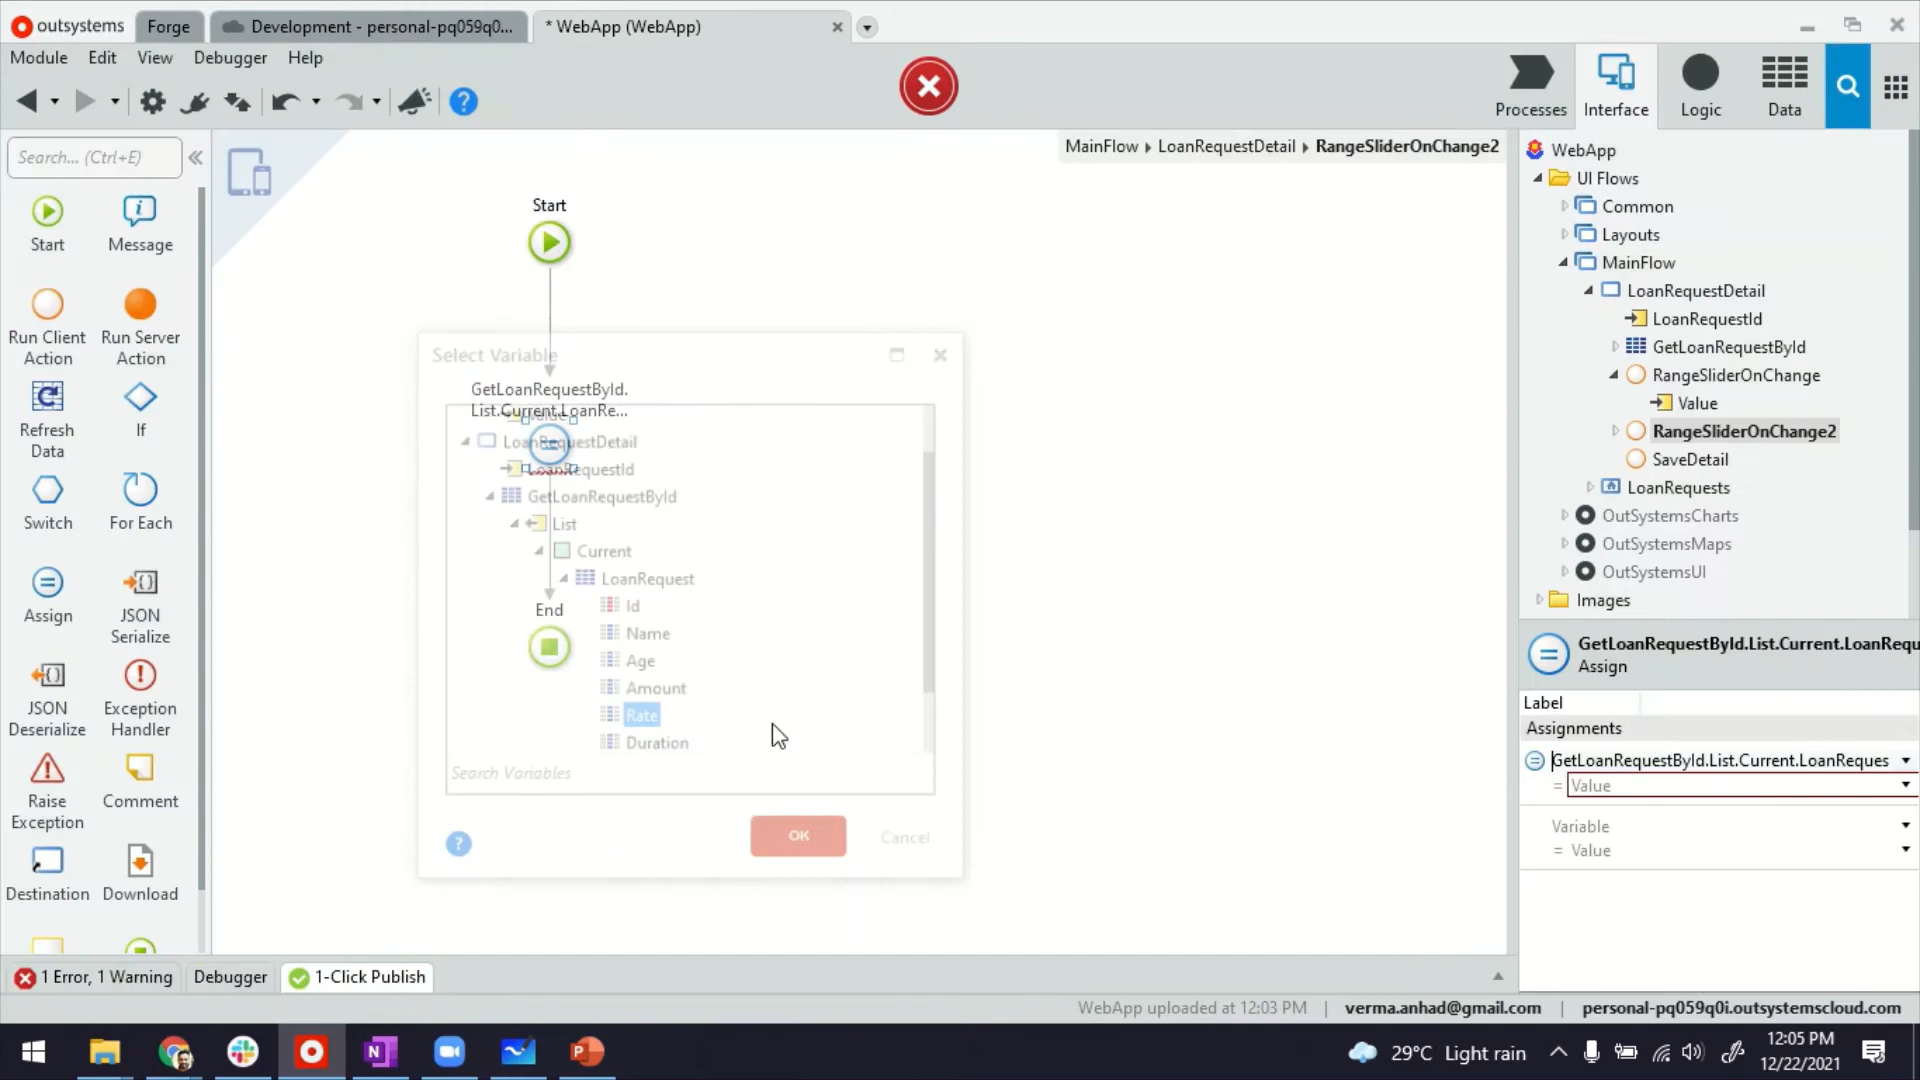 outsystems
Forge
Development - personal-pq059q0...
* WebApp (WebApp)
Module Edit View Debugger Help
Processes Interface Logic Data
Search... (Ctrl+E)
MainFlow LoanRequestDetail RangeSliderOnChange2
Start
Message
Run Client Action
Run Server Action
Refresh Data
If
Switch
For Each
Assign
JSON Serialize
JSON Deserialize
Exception Handler
Raise Exception
Comment
Destination
Download
Start
Select Variable
GetLoanRequestById.
List.Current.LoanRe...
LoanRequestDetail
LoanRequestId
GetLoanRequestById
List
Current
LoanRequest
End
Id
Name
Age
Amount
Rate
Duration
Search Variables
?
OK
Cancel
WebApp
UI Flows
Common
Layouts
MainFlow
LoanRequestDetail
LoanRequestId
GetLoanRequestById
RangeSliderOnChange
Value
RangeSliderOnChange2
SaveDetail
LoanRequests
OutSystemsCharts
OutSystemsMaps
OutSystemsUI
Images
GetLoanRequestById.List.Current.LoanRequ
Assign
Label
Assignments
GetLoanRequestById.List.Current.LoanReques
= Value
Variable
= Value
1 Error, 1 Warning
Debugger
1-Click Publish
WebApp uploaded at 12:03 PM | verma.anhad@gmail.com | personal-pq059q0i.outsystemscloud.com
29°C Light rain
12:05 PM
12/22/2021